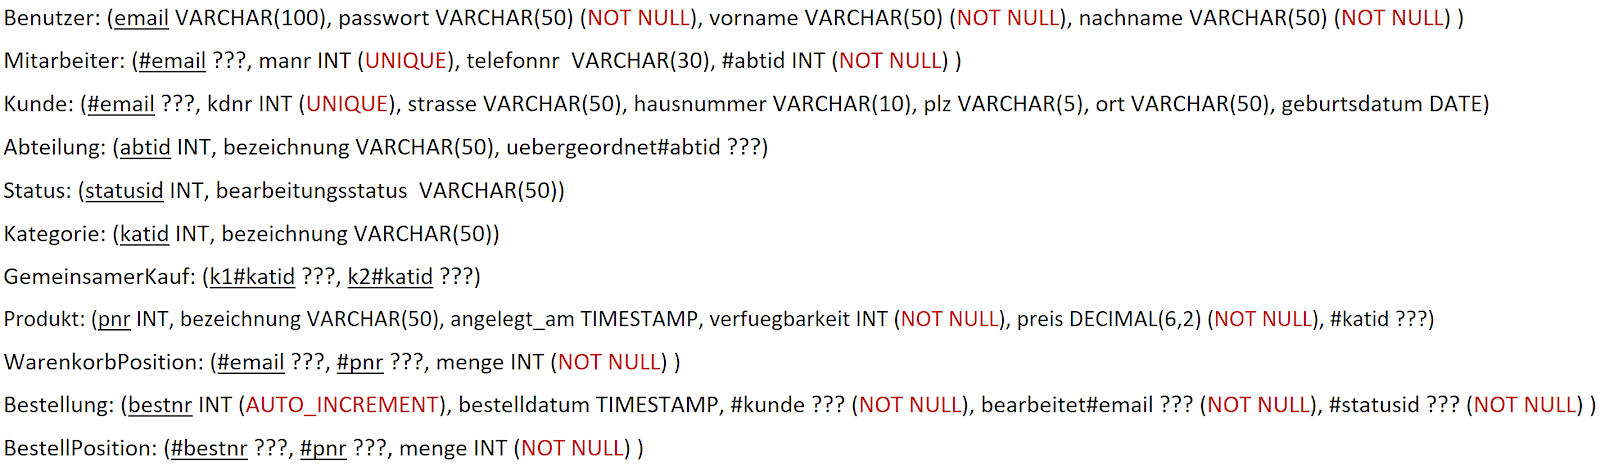 Benutzer: (email VARCHAR(100), passwort VARCHAR(50) (NOT NULL), vorname VARCHAR(50) (NOT NULL), nachname VARCHAR(50) (NOT NULL) )
Mitarbeiter: (#email ???, manr INT (UNIQUE), telefonnr VARCHAR(30), #abtid INT (NOT NULL) )
Kunde: (#email ???, kdnr INT (UNIQUE), strasse VARCHAR(50), hausnummer VARCHAR(10), plz VARCHAR(5), ort VARCHAR(50), geburtsdatum DATE)
Abteilung: (abtid INT, bezeichnung VARCHAR(50), uebergeordnet#abtid ???)
Status: (statusid INT, bearbeitungsstatus VARCHAR(50))
Kategorie: (katid INT, bezeichnung VARCHAR(50))
GemeinsamerKauf: (k1#katid ???, k2#katid ???)
Produkt: (pnr INT, bezeichnung VARCHAR(50), angelegt_am TIMESTAMP, verfuegbarkeit INT (NOT NULL), preis DECIMAL(6,2) (NOT NULL), #katid ???)
WarenkorbPosition: (#email ???, #pnr ???, menge INT (NOT NULL) )
Bestellung: (bestnr INT (AUTO_INCREMENT), bestelldatum TIMESTAMP, #kunde ??? (NOT NULL), bearbeitet#email ??? (NOT NULL), #statusid ??? (NOT NULL) )
BestellPosition: (#bestnr ???, #pnr ???, menge INT (NOT NULL) )